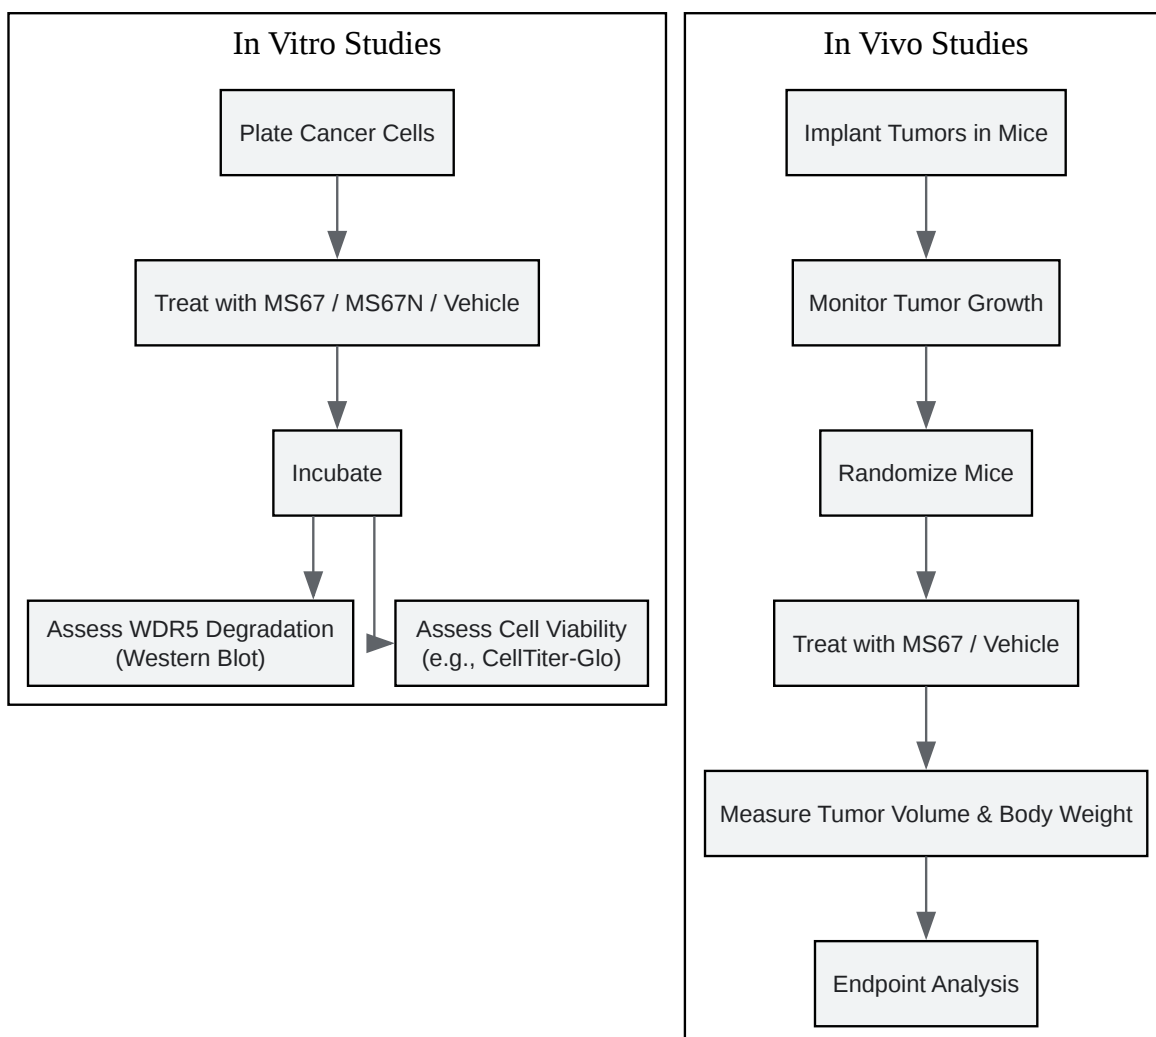 In Vitro Studies
Plate Cancer Cells
Treat with MS67 / MS67N / Vehicle
Incubate
Assess WDR5 Degradation
(Western Blot)
Assess Cell Viability
(e.g., CellTiter-Glo)
In Vivo Studies
Implant Tumors in Mice
Monitor Tumor Growth
Randomize Mice
Treat with MS67 / Vehicle
Measure Tumor Volume & Body Weight
Endpoint Analysis